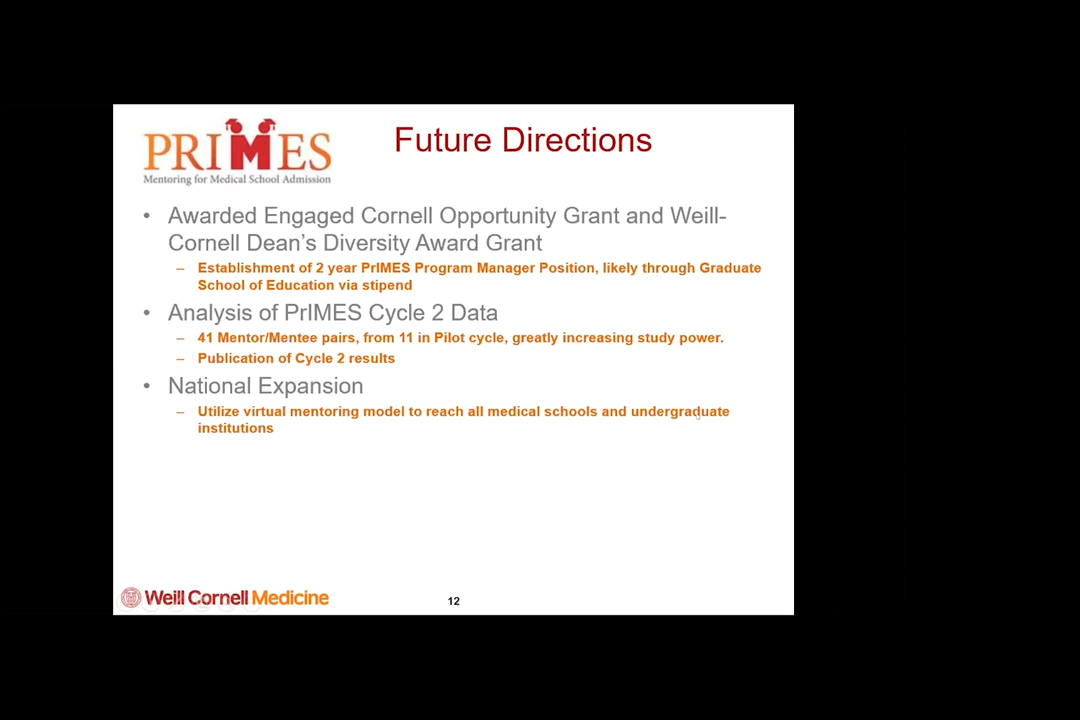 PRIMES
Mentoring for Medical School Admission
Future Directions
• Awarded Engaged Cornell Opportunity Grant and Weill-
Cornell Dean's Diversity Award Grant
– Establishment of 2 year PrIMES Program Manager Position, likely through Graduate
School of Education via stipend
• Analysis of PrIMES Cycle 2 Data
– 41 Mentor/Mentee pairs, from 11 in Pilot cycle, greatly increasing study power.
– Publication of Cycle 2 results
• National Expansion
– Utilize virtual mentoring model to reach all medical schools and undergraduate
institutions
Weill Cornell Medicine
12